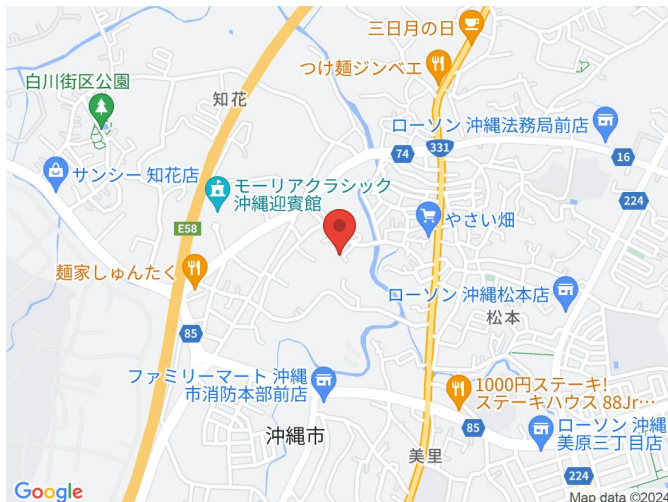 三日月の日
つけ麺ジンベエ
白川街区公園
知花
ローソン 沖縄法務局前店
74
331
16
サンシー 知花店
モーリアクラシック
沖縄迎賓館
224
E58
やさい畑
麺家しゅんたく
ローソン 沖縄松本店
松本
85
ファミリーマート 沖縄
市消防本部前店
1000円ステーキ!
ステーキハウス 88Jr…
85
沖縄市
ローソン 沖縄
美原三丁目店
美里
224
Google
Map data ©2024